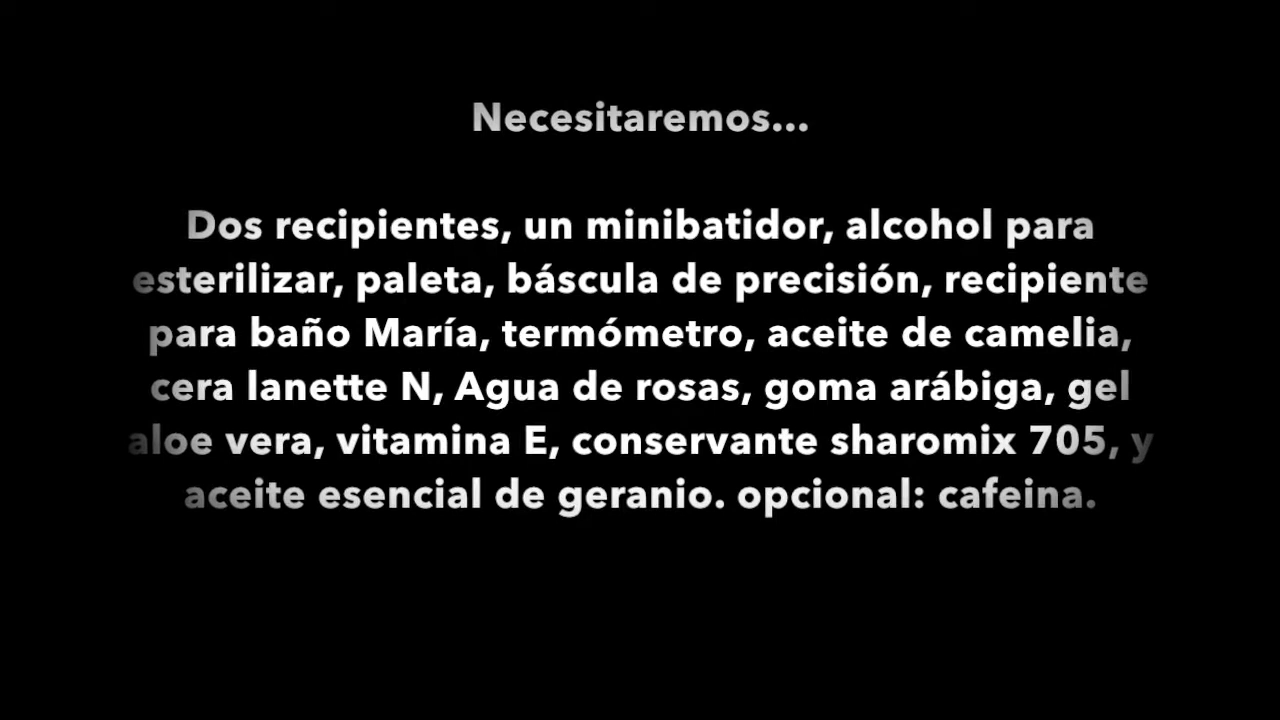 Necesitaremos...
Dos recipientes, un minibatidor, alcohol para
esterilizar, paleta, báscula de precisión, recipiente
para baño María, termómetro, aceite de camelia,
cera lanette N, Agua de rosas, goma arábiga, gel
aloe vera, vitamina E, conservante sharomix 705, y
aceite esencial de geranio. opcional: cafeina.